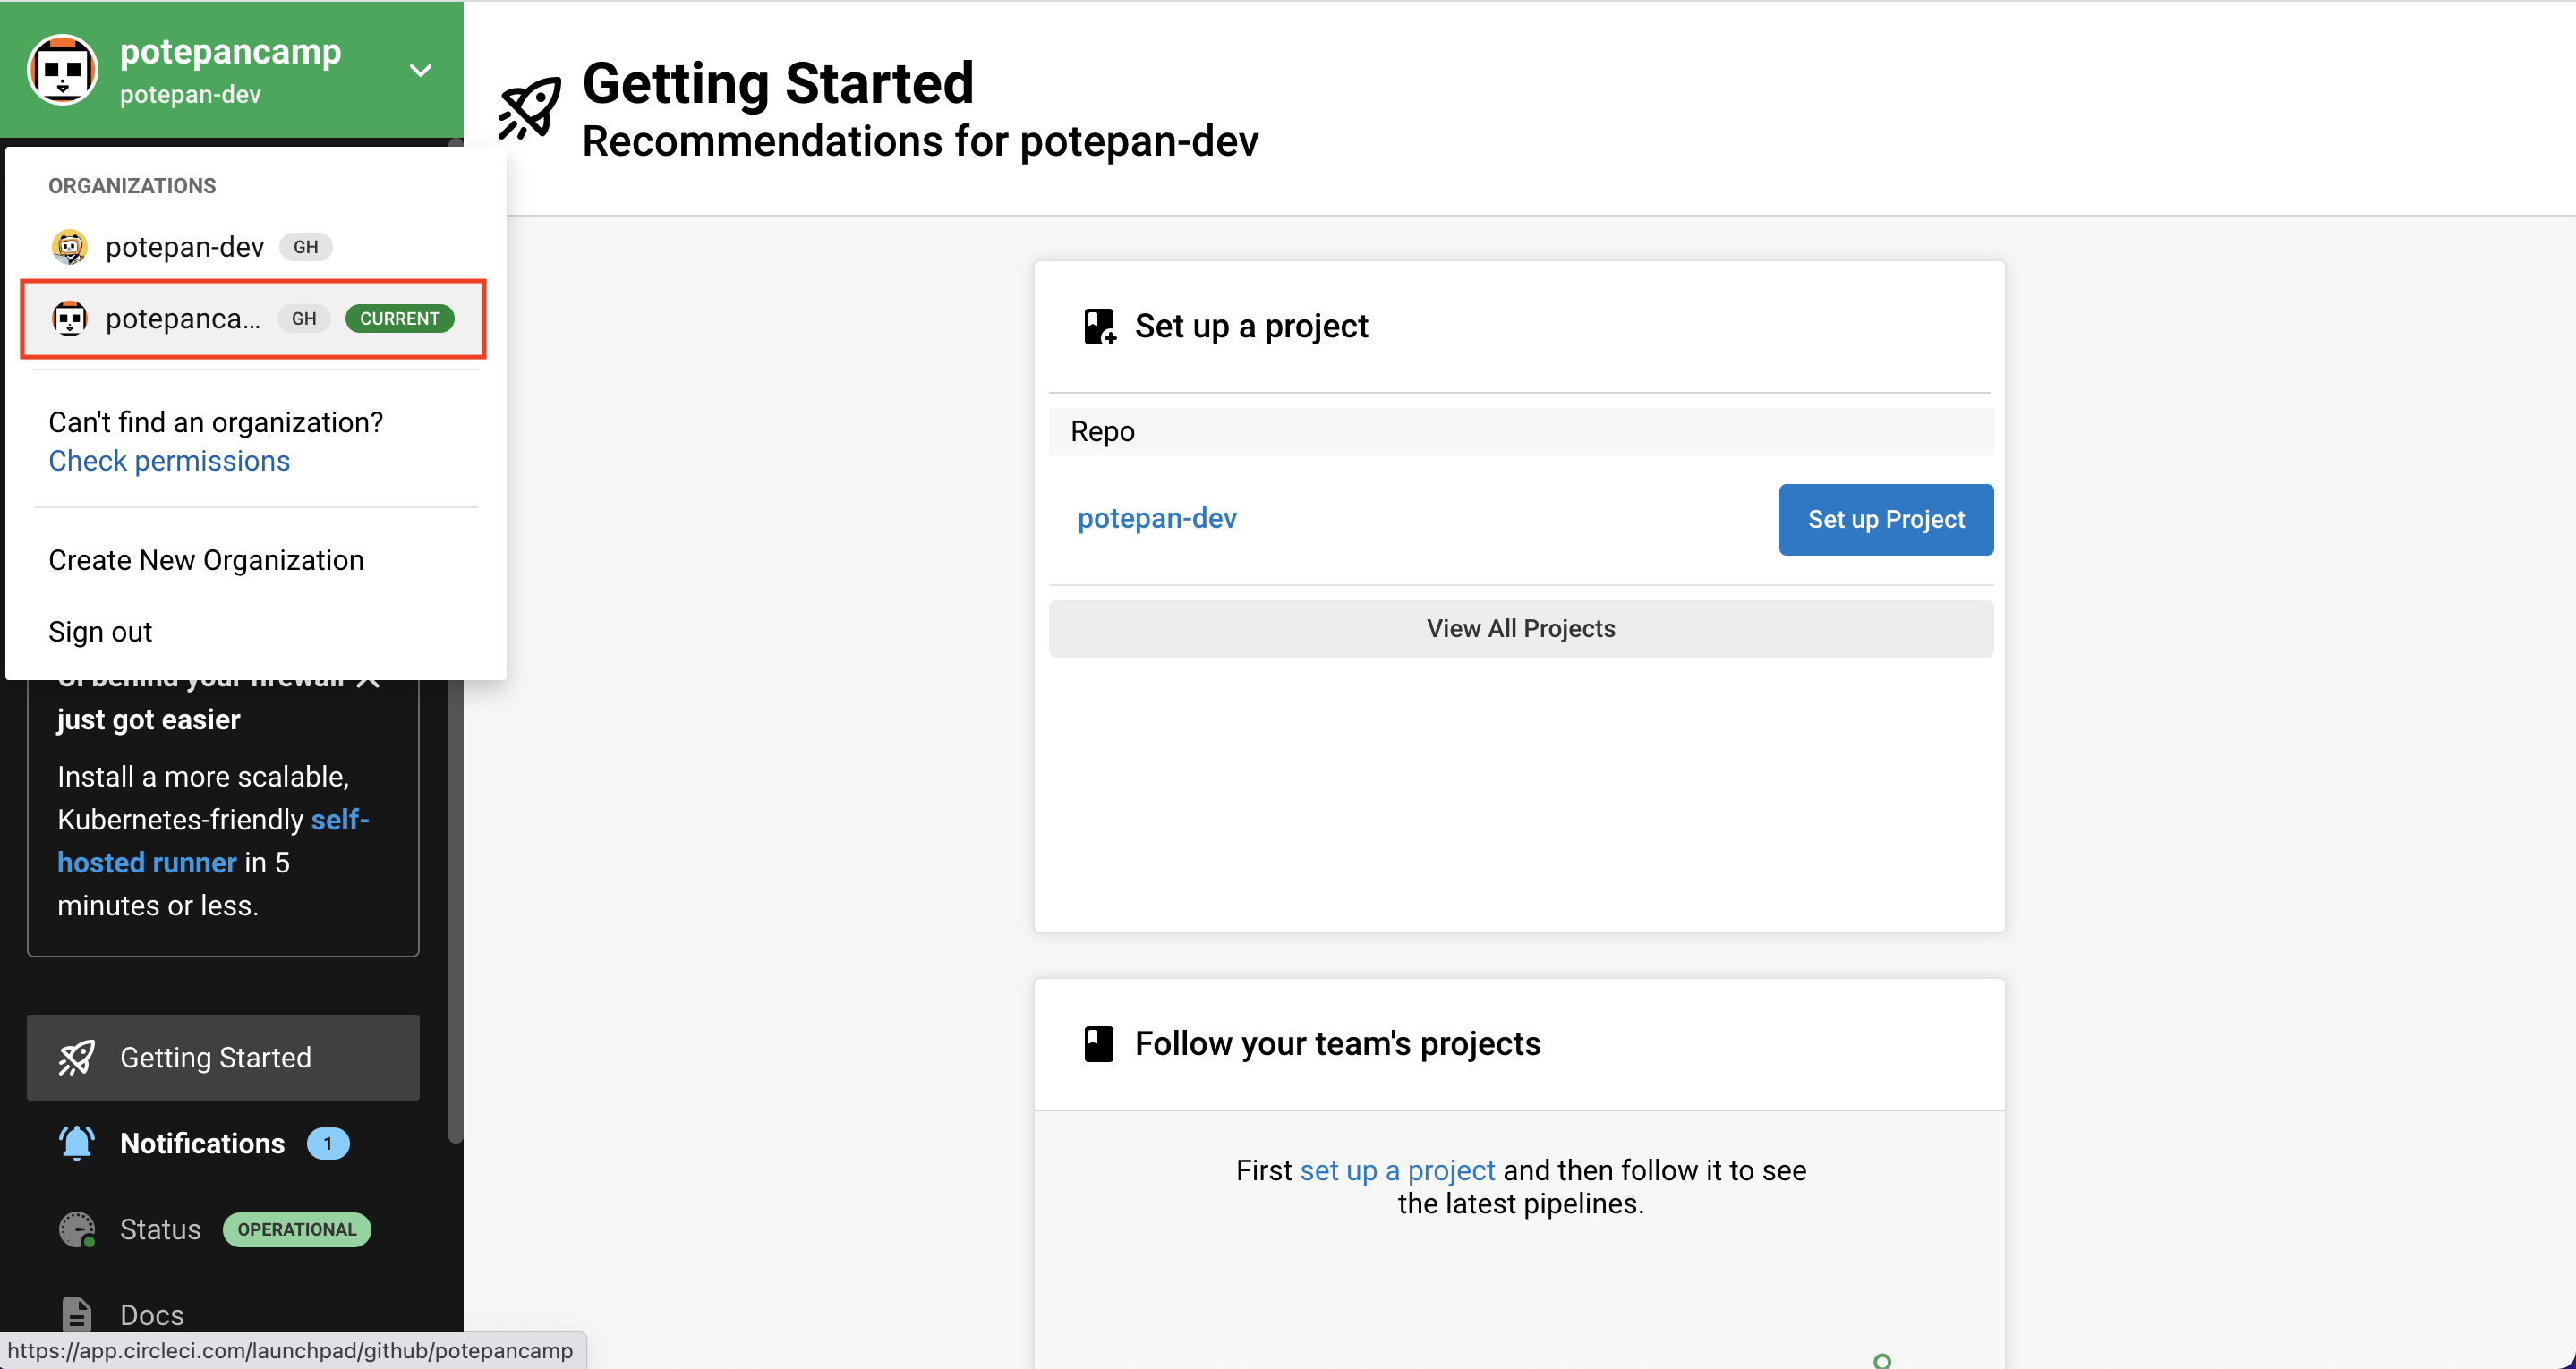 potepancamp
potepan-dev
Getting Started
Recommendations for potepan-dev
ORGANIZATIONS
potepan-dev GH
potepanca... GH CURRENT
Can't find an organization?
Check permissions
Create New Organization
Sign out
CI behind your firewall
just got easier
Install a more scalable,
Kubernetes-friendly self-
hosted runner in 5
minutes or less.
Getting Started
Notifications 1
Status OPERATIONAL
Docs
https://app.circleci.com/launchpad/github/potepancamp
Set up a project
Repo
potepan-dev Set up Project
View All Projects
Follow your team's projects
First set up a project and then follow it to see
the latest pipelines.